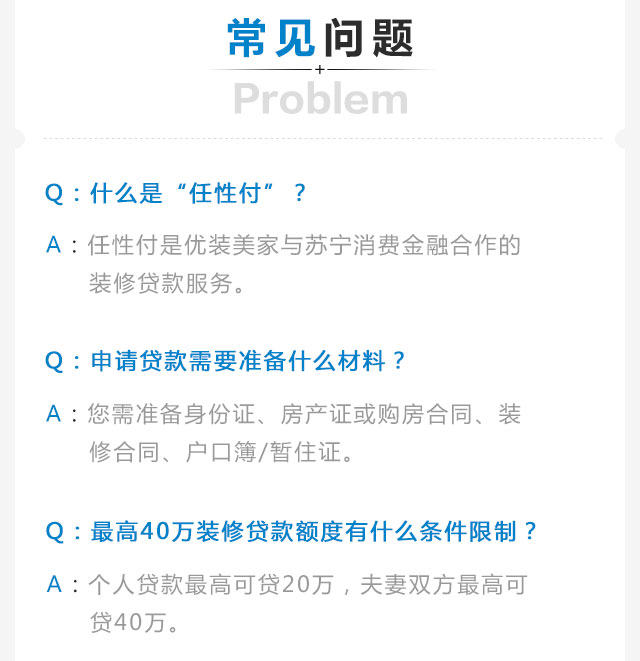 常见问题
Problem
Q：什么是“任性付”？
A：任性付是优装美家与苏宁消费金融合作的
装修贷款服务。
Q：申请贷款需要准备什么材料？
A：您需准备身份证、房产证或购房合同、装
修合同、户口簿/暂住证。
Q：最高40万装修贷款额度有什么条件限制？
A：个人贷款最高可贷20万，夫妻双方最高可
贷40万。